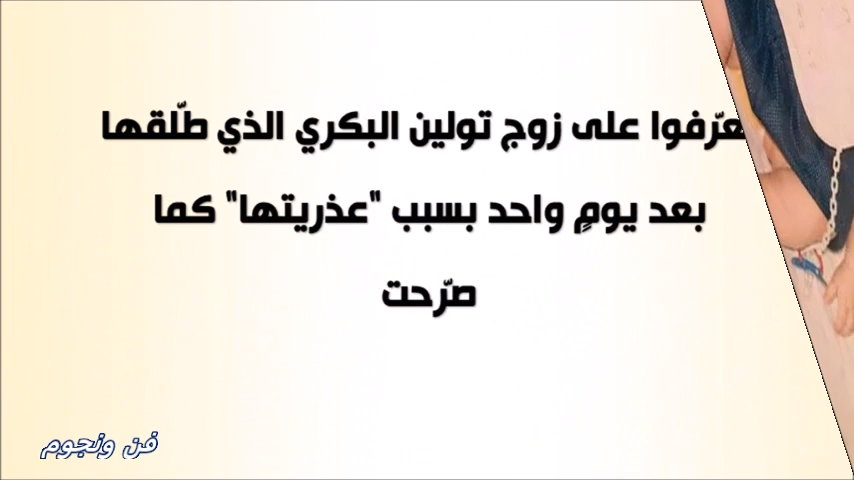 عرّفوا على زوج تولين البكري الذي طلّقها
بعد يومٍ واحد بسبب "عذريتها" كما
صرّحت
فن ونجوم